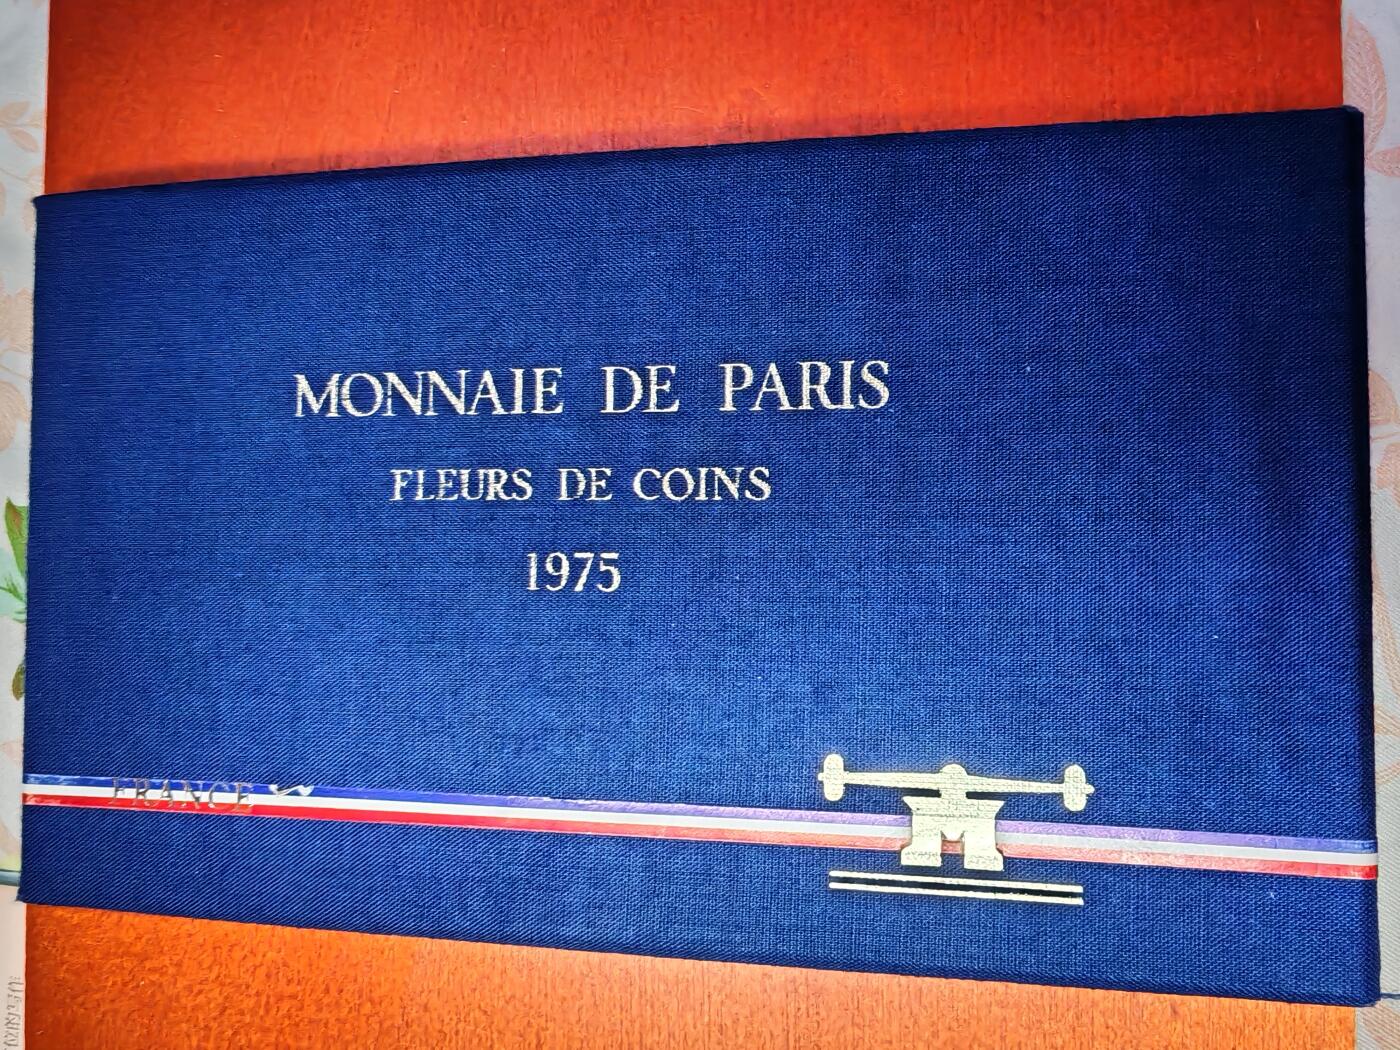 MONNAIE DE PARIS
FLEURS DE COINS
1975
FRANCE
M